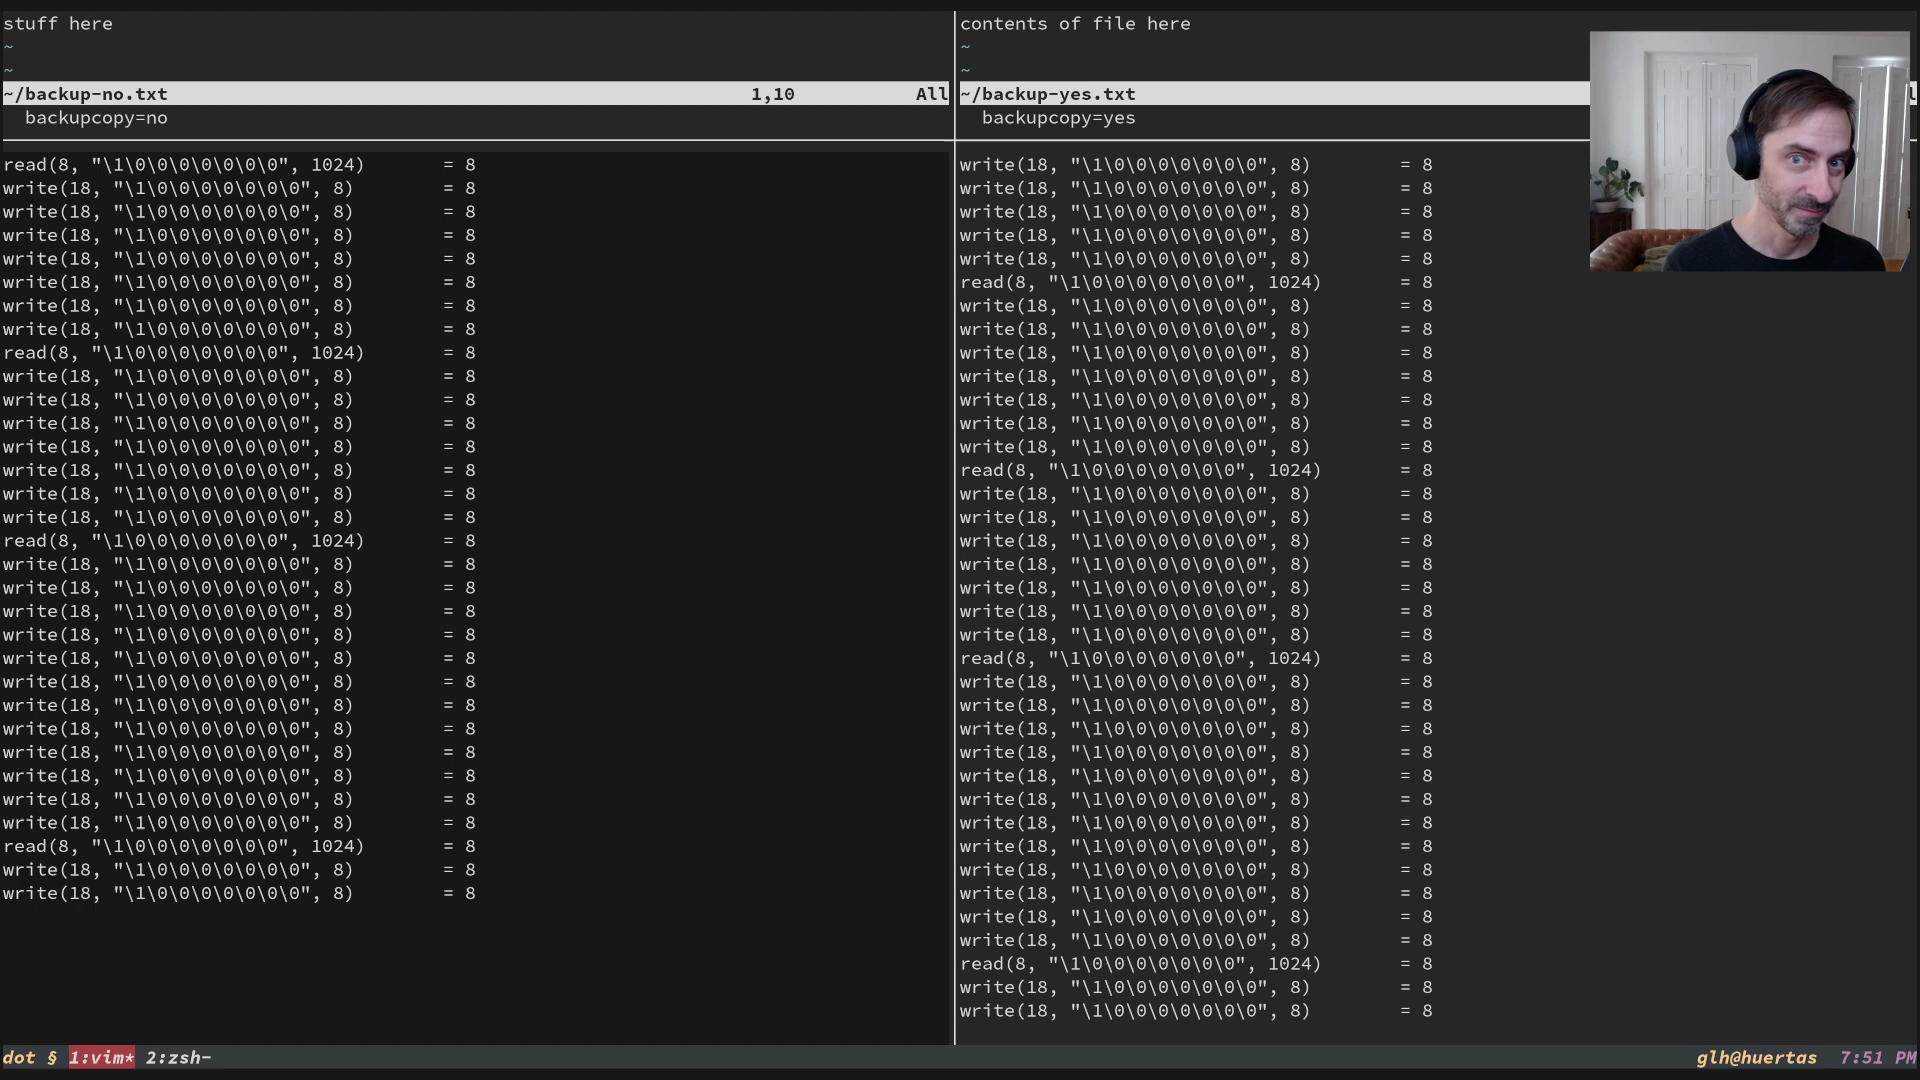 stuff here
~
~
~/backup-no.txt 1,10 All
backupcopy=no
read(8, "\1\0\0\0\0\0\0\0", 1024) = 8
write(18, "\1\0\0\0\0\0\0\0", 8) = 8
write(18, "\1\0\0\0\0\0\0\0", 8) = 8
write(18, "\1\0\0\0\0\0\0\0", 8) = 8
write(18, "\1\0\0\0\0\0\0\0", 8) = 8
write(18, "\1\0\0\0\0\0\0\0", 8) = 8
write(18, "\1\0\0\0\0\0\0\0", 8) = 8
write(18, "\1\0\0\0\0\0\0\0", 8) = 8
read(8, "\1\0\0\0\0\0\0\0", 1024) = 8
write(18, "\1\0\0\0\0\0\0\0", 8) = 8
write(18, "\1\0\0\0\0\0\0\0", 8) = 8
write(18, "\1\0\0\0\0\0\0\0", 8) = 8
write(18, "\1\0\0\0\0\0\0\0", 8) = 8
write(18, "\1\0\0\0\0\0\0\0", 8) = 8
write(18, "\1\0\0\0\0\0\0\0", 8) = 8
write(18, "\1\0\0\0\0\0\0\0", 8) = 8
read(8, "\1\0\0\0\0\0\0\0", 1024) = 8
write(18, "\1\0\0\0\0\0\0\0", 8) = 8
write(18, "\1\0\0\0\0\0\0\0", 8) = 8
write(18, "\1\0\0\0\0\0\0\0", 8) = 8
write(18, "\1\0\0\0\0\0\0\0", 8) = 8
write(18, "\1\0\0\0\0\0\0\0", 8) = 8
write(18, "\1\0\0\0\0\0\0\0", 8) = 8
write(18, "\1\0\0\0\0\0\0\0", 8) = 8
write(18, "\1\0\0\0\0\0\0\0", 8) = 8
write(18, "\1\0\0\0\0\0\0\0", 8) = 8
write(18, "\1\0\0\0\0\0\0\0", 8) = 8
write(18, "\1\0\0\0\0\0\0\0", 8) = 8
write(18, "\1\0\0\0\0\0\0\0", 8) = 8
read(8, "\1\0\0\0\0\0\0\0", 1024) = 8
write(18, "\1\0\0\0\0\0\0\0", 8) = 8
write(18, "\1\0\0\0\0\0\0\0", 8) = 8
contents of file here
~
~
~/backup-yes.txt
backupcopy=yes
write(18, "\1\0\0\0\0\0\0\0", 8) = 8
write(18, "\1\0\0\0\0\0\0\0", 8) = 8
write(18, "\1\0\0\0\0\0\0\0", 8) = 8
write(18, "\1\0\0\0\0\0\0\0", 8) = 8
write(18, "\1\0\0\0\0\0\0\0", 8) = 8
read(8, "\1\0\0\0\0\0\0\0", 1024) = 8
write(18, "\1\0\0\0\0\0\0\0", 8) = 8
write(18, "\1\0\0\0\0\0\0\0", 8) = 8
write(18, "\1\0\0\0\0\0\0\0", 8) = 8
write(18, "\1\0\0\0\0\0\0\0", 8) = 8
write(18, "\1\0\0\0\0\0\0\0", 8) = 8
write(18, "\1\0\0\0\0\0\0\0", 8) = 8
write(18, "\1\0\0\0\0\0\0\0", 8) = 8
read(8, "\1\0\0\0\0\0\0\0", 1024) = 8
write(18, "\1\0\0\0\0\0\0\0", 8) = 8
write(18, "\1\0\0\0\0\0\0\0", 8) = 8
write(18, "\1\0\0\0\0\0\0\0", 8) = 8
write(18, "\1\0\0\0\0\0\0\0", 8) = 8
write(18, "\1\0\0\0\0\0\0\0", 8) = 8
write(18, "\1\0\0\0\0\0\0\0", 8) = 8
write(18, "\1\0\0\0\0\0\0\0", 8) = 8
read(8, "\1\0\0\0\0\0\0\0", 1024) = 8
write(18, "\1\0\0\0\0\0\0\0", 8) = 8
write(18, "\1\0\0\0\0\0\0\0", 8) = 8
write(18, "\1\0\0\0\0\0\0\0", 8) = 8
write(18, "\1\0\0\0\0\0\0\0", 8) = 8
write(18, "\1\0\0\0\0\0\0\0", 8) = 8
write(18, "\1\0\0\0\0\0\0\0", 8) = 8
write(18, "\1\0\0\0\0\0\0\0", 8) = 8
write(18, "\1\0\0\0\0\0\0\0", 8) = 8
write(18, "\1\0\0\0\0\0\0\0", 8) = 8
write(18, "\1\0\0\0\0\0\0\0", 8) = 8
write(18, "\1\0\0\0\0\0\0\0", 8) = 8
write(18, "\1\0\0\0\0\0\0\0", 8) = 8
read(8, "\1\0\0\0\0\0\0\0", 1024) = 8
write(18, "\1\0\0\0\0\0\0\0", 8) = 8
write(18, "\1\0\0\0\0\0\0\0", 8) = 8
dot § 1:vim* 2:zsh- glh@huertas 7:51 PM